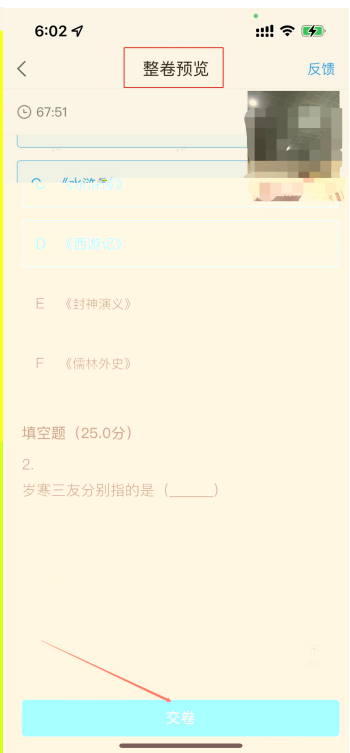 6:02
整卷预览
反馈
67:51
C 《水浒传》
D 《西游记》
E 《封神演义》
F 《儒林外史》
填空题（25.0分）
2.
岁寒三友分别指的是（______）
交卷